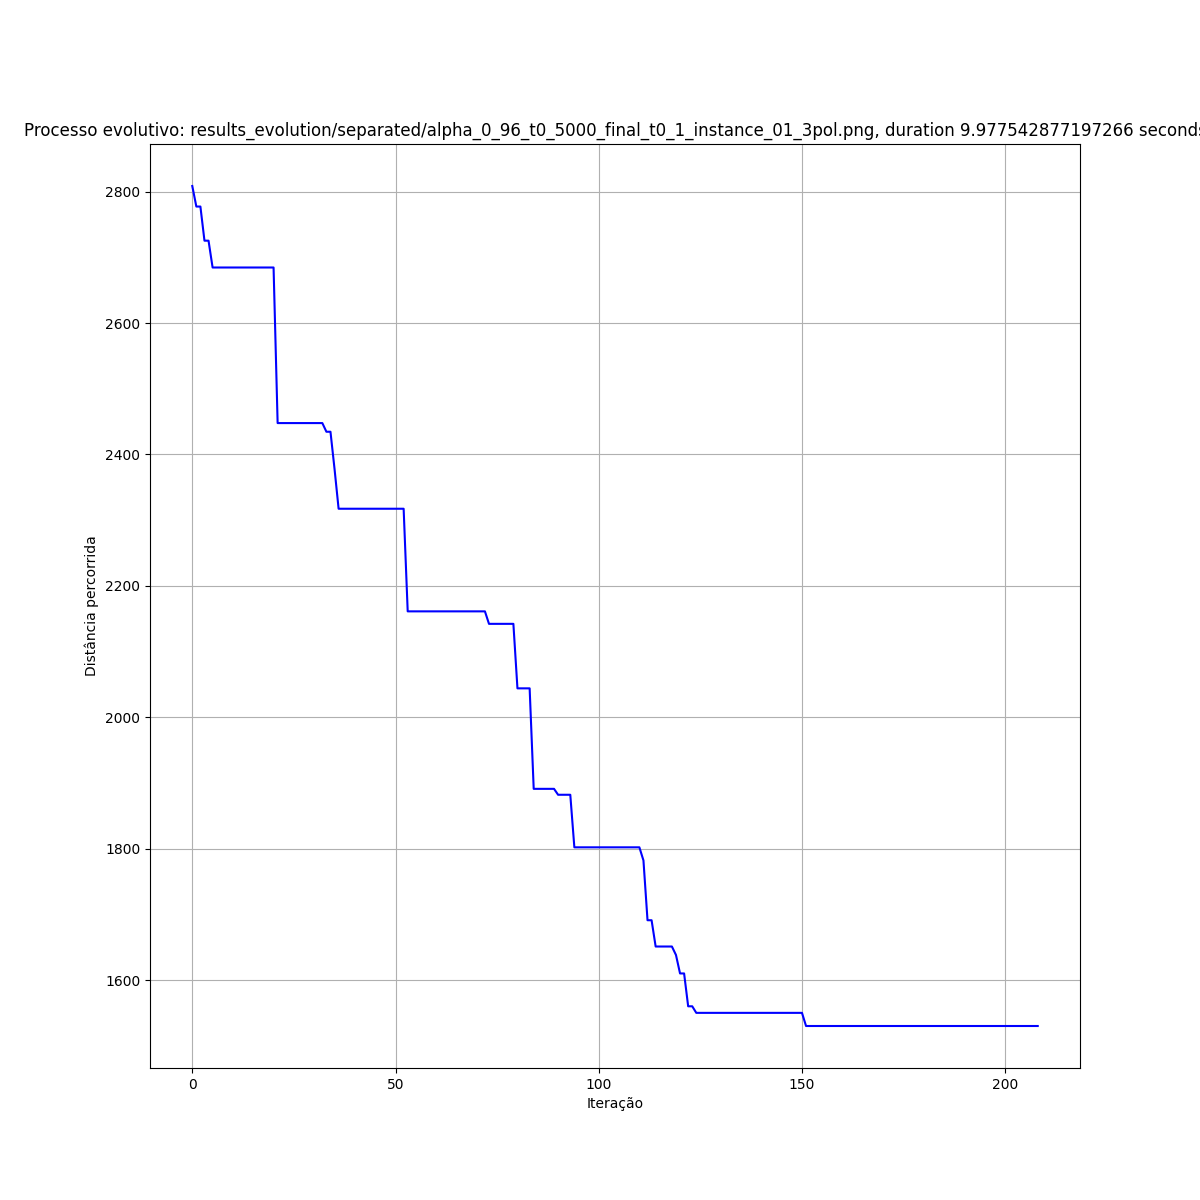 Processo evolutivo: results_evolution/separated/alpha_0_96_t0_5000_final_t0_1_instance_01_3pol.png, duration 9.977542877197266 seconds
2800
2600
2400
2200
2000
1800
1600
Distância percorrida
0 50 100 150 200
Iteração